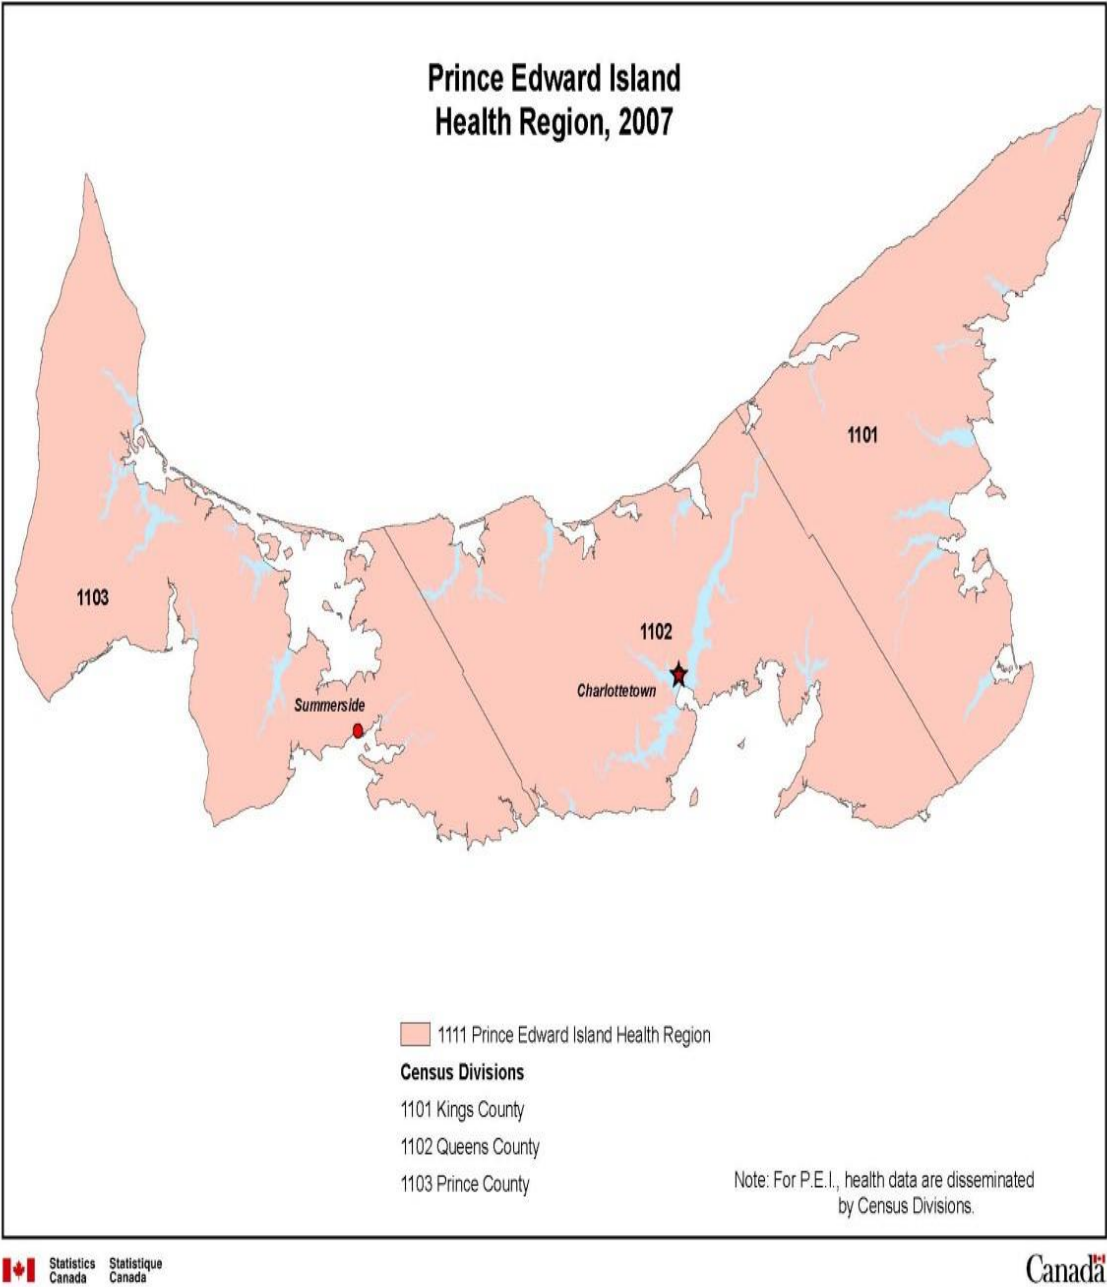 Prince Edward Island
Health Region, 2007
1101
1103
1102
Charlottetown
Summerside
1111 Prince Edward Island Health Region
Census Divisions
1101 Kings County
1102 Queens County
1103 Prince County
Note: For P.E.I., health data are disseminated
by Census Divisions.
Statistics Statistique
Canada Canada
Canada